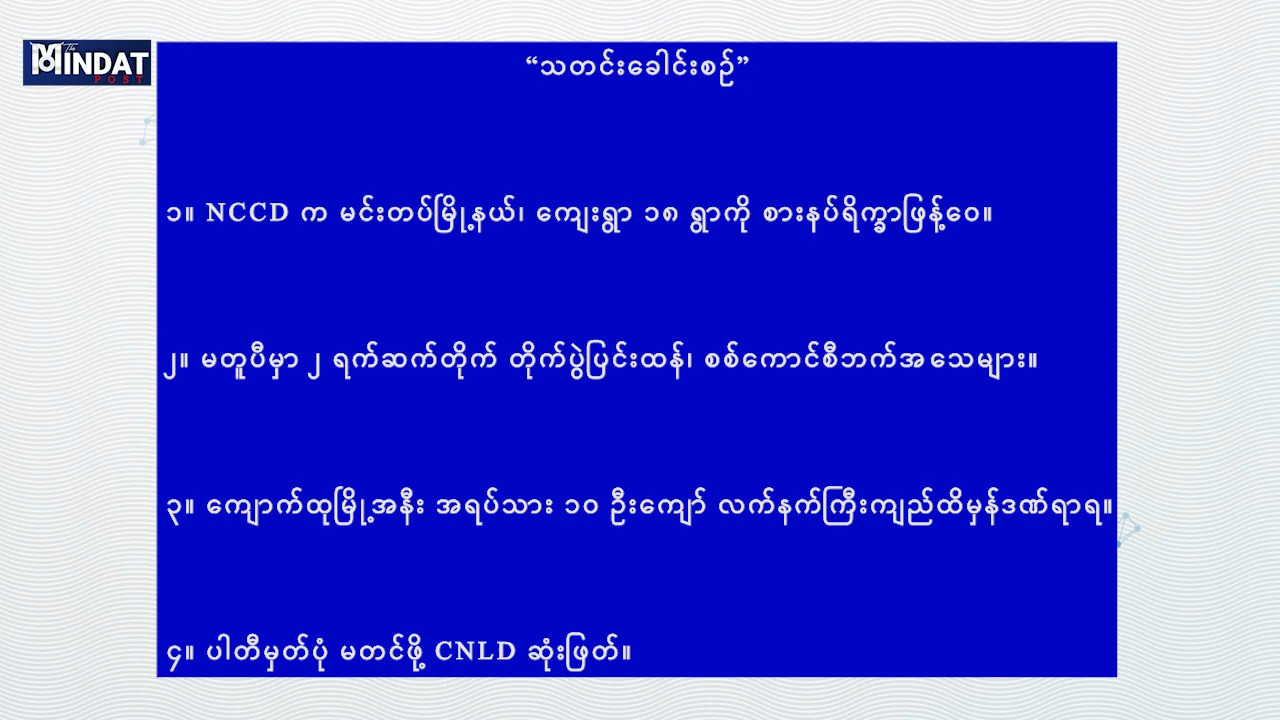 The
MINDAT
POST
“သတင်းခေါင်းစဉ်”
၁။ NCCD က မင်းတပ်မြို့နယ်၊ ကျေးရွာ ၁၈ ရွာကို စားနပ်ရိက္ခာဖြန့်ဝေ။
၂။ မတူပီမှာ ၂ ရက်ဆက်တိုက် တိုက်ပွဲပြင်းထန်၊ စစ်ကောင်စီဘက်အသေများ။
၃။ ကျောက်ထုမြို့အနီး အရပ်သား ၁၀ ဦးကျော် လက်နက်ကြီးကျည်ထိမှန်ဒဏ်ရာရ။
၄။ ပါတီမှတ်ပုံ မတင်ဖို့ CNLD ဆုံးဖြတ်။